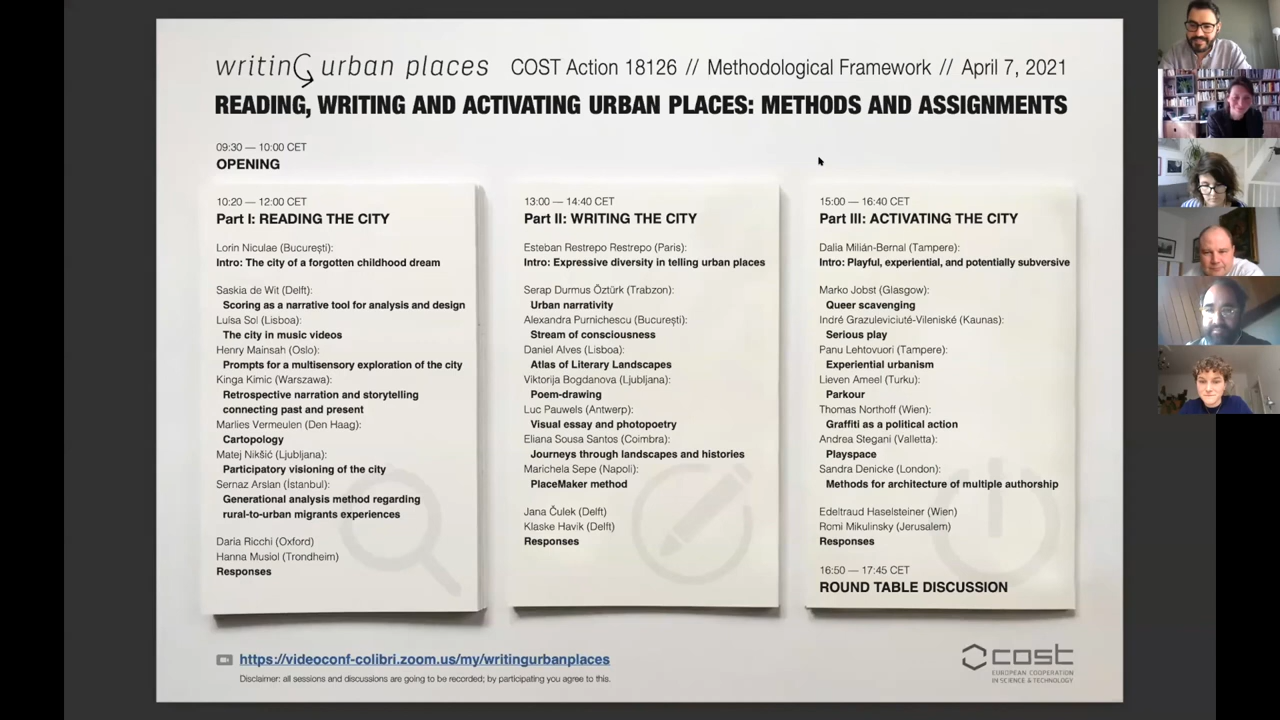 writing urban places COST Action 18126 // Methodological Framework // April 7, 2021
READING, WRITING AND ACTIVATING URBAN PLACES: METHODS AND ASSIGNMENTS
09:30 — 10:00 CET
OPENING
10:20 — 12:00 CET
Part I: READING THE CITY
Lorin Niculae (Bucureşti):
Intro: The city of a forgotten childhood dream
Saskia de Wit (Delft):
Scoring as a narrative tool for analysis and design
Luísa Sol (Lisboa):
The city in music videos
Henry Mainsah (Oslo):
Prompts for a multisensory exploration of the city
Kinga Kimic (Warszawa):
Retrospective narration and storytelling
connecting past and present
Marlies Vermeulen (Den Haag):
Cartopology
Matej Nikšič (Ljubljana):
Participatory visioning of the city
Sernaz Arslan (İstanbul):
Generational analysis method regarding
rural-to-urban migrants experiences
Daria Ricchi (Oxford)
Hanna Musiol (Trondheim)
Responses
13:00 — 14:40 CET
Part II: WRITING THE CITY
Esteban Restrepo Restrepo (Paris):
Intro: Expressive diversity in telling urban places
Serap Durmus Öztürk (Trabzon):
Urban narrativity
Alexandra Purnichescu (Bucureşti):
Stream of consciousness
Daniel Alves (Lisboa):
Atlas of Literary Landscapes
Viktorija Bogdanova (Ljubljana):
Poem-drawing
Luc Pauwels (Antwerp):
Visual essay and photopoetry
Eliana Sousa Santos (Coimbra):
Journeys through landscapes and histories
Marichela Sepe (Napoli):
PlaceMaker method
Jana Čulek (Delft)
Klaske Havik (Delft)
Responses
15:00 — 16:40 CET
Part III: ACTIVATING THE CITY
Dalia Milián-Bernal (Tampere):
Intro: Playful, experiential, and potentially subversive
Marko Jobst (Glasgow):
Queer scavenging
Indré Grazuleviciuté-Vileniské (Kaunas):
Serious play
Panu Lehtovuori (Tampere):
Experiential urbanism
Lieven Ameel (Turku):
Parkour
Thomas Northoff (Wien):
Graffiti as a political action
Andrea Stegani (Valletta):
Playspace
Sandra Denicke (London):
Methods for architecture of multiple authorship
Edeltraud Haselsteiner (Wien)
Romi Mikulinsky (Jerusalem)
Responses
16:50 — 17:45 CET
ROUND TABLE DISCUSSION
https://videoconf-colibri.zoom.us/my/writingurbanplaces
Disclaimer: all sessions and discussions are going to be recorded; by participating you agree to this.
cost
EUROPEAN COOPERATION
IN SCIENCE & TECHNOLOGY